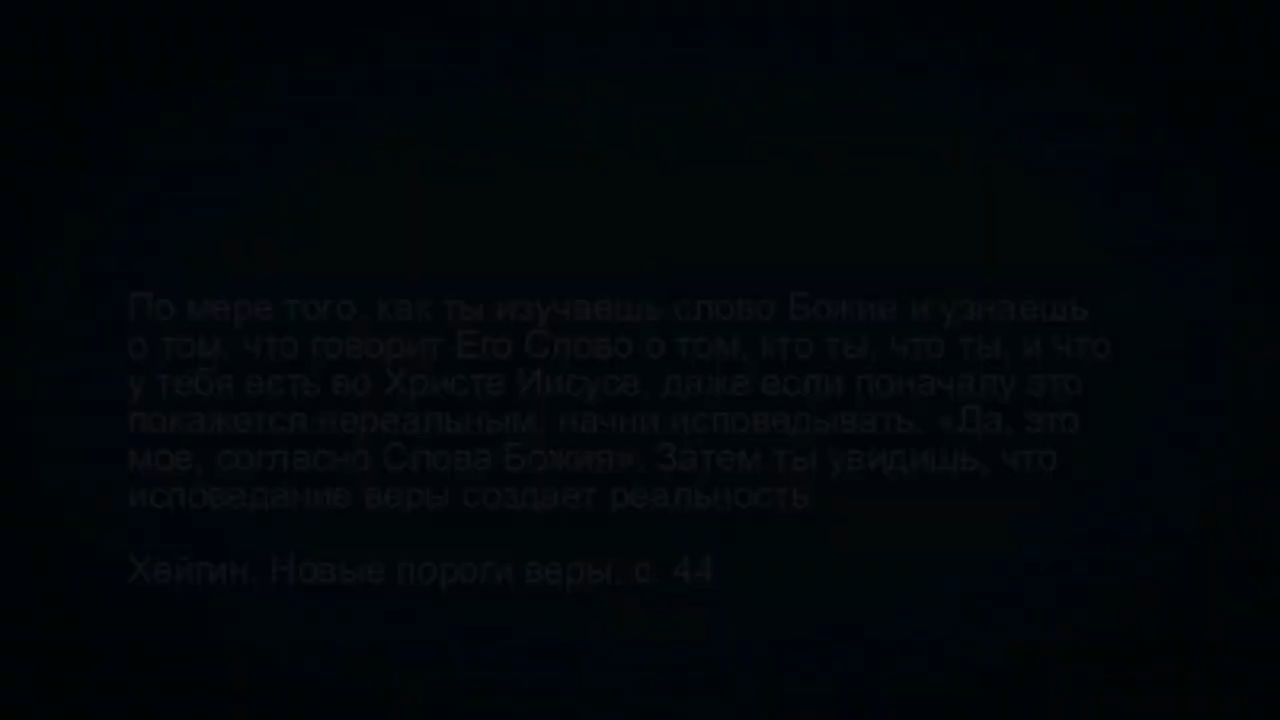 По мере того, как ты изучаешь слово Божие и узнаешь
о том, что говорит Его Слово о том, кто ты, что ты, и что
у тебя есть во Христе Иисусе, даже если поначалу это
покажется нереальным, начни исповедывать: «Да, это
мое, согласно Слова Божия». Затем ты увидишь, что
исповедание веры создает реальность

Хейгин. Новые пороги веры, с. 44